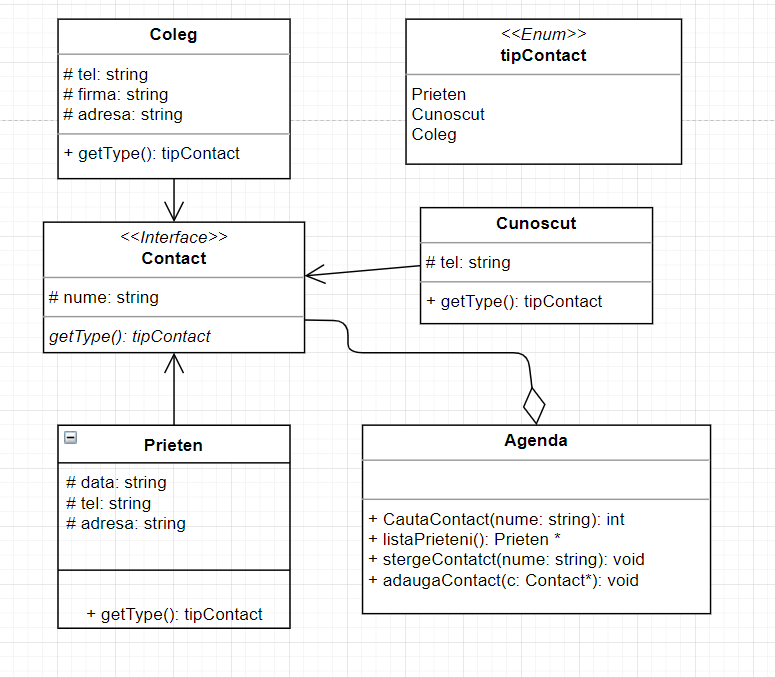 Coleg
# tel: string
# firma: string
# adresa: string
+ getType(): tipContact
<<Enum>>
tipContact
Prieten
Cunoscut
Coleg
<<Interface>>
Contact
# nume: string
getType(): tipContact
Cunoscut
# tel: string
+ getType(): tipContact
Prieten
# data: string
# tel: string
# adresa: string
+ getType(): tipContact
Agenda
+ CautaContact(nume: string): int
+ listaPrieteni(): Prieten *
+ stergeContatct(nume: string): void
+ adaugaContact(c: Contact*): void